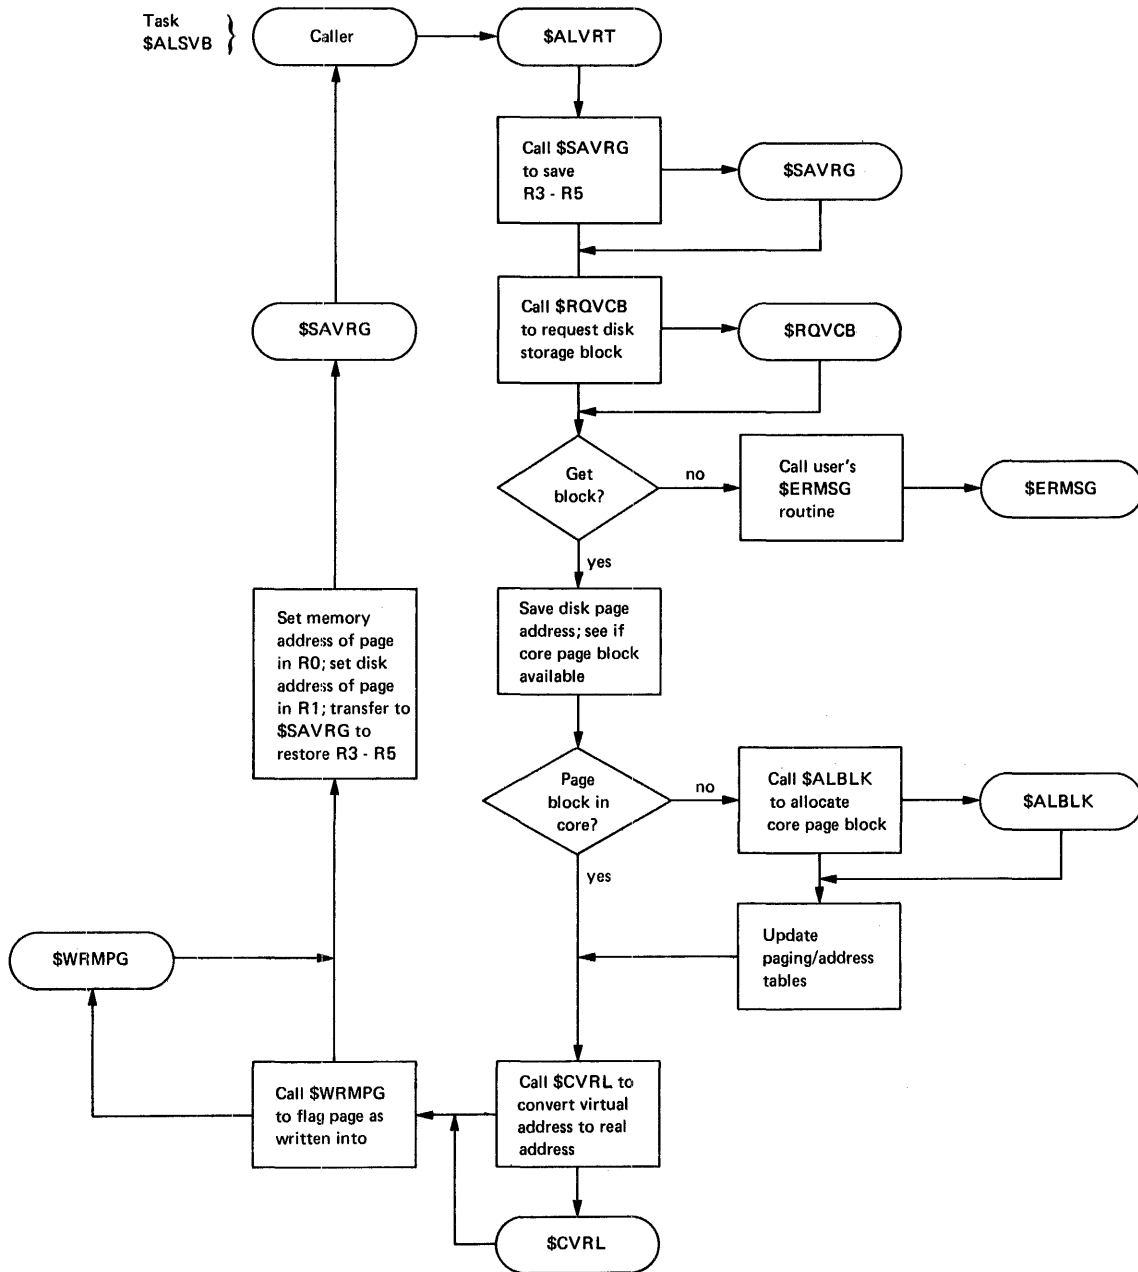 Task
$ALSVB }
Caller
$ALVRT
Call $SAVRG
to save
R3 - R5
$SAVRG
Call $RQVCB
to request disk
storage block
$RQVCB
$SAVRG
Get
block?
no
Call user's
$ERMSG
routine
$ERMSG
yes
Save disk page
address; see if
core page block
available
Set memory
address of page
in R0; set disk
address of page
in R1; transfer to
$SAVRG to
restore R3 - R5
Page
block in
core?
no
Call $ALBLK
to allocate
core page block
$ALBLK
yes
Update
paging/address
tables
$WRMPG
Call $WRMPG
to flag page as
written into
Call $CVRL to
convert virtual
address to real
address
$CVRL